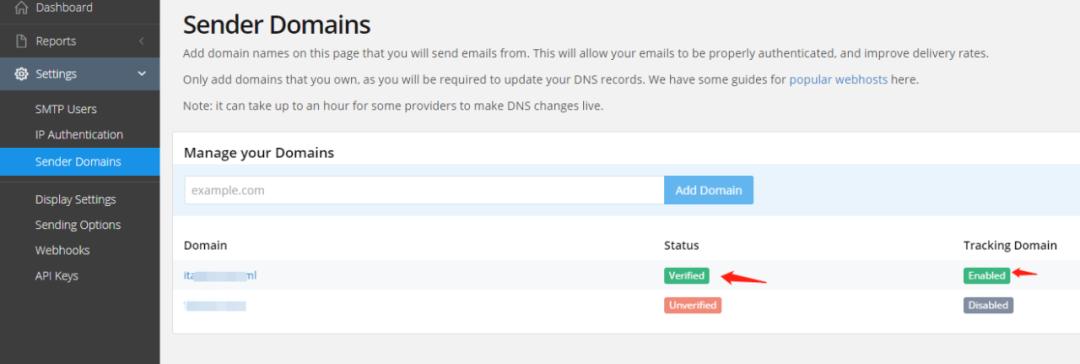 Dashboard
Reports
Settings
SMTP Users
IP Authentication
Sender Domains
Display Settings
Sending Options
Webhooks
API Keys
Sender Domains
Add domain names on this page that you will send emails from. This will allow your emails to be properly authenticated, and improve delivery rates.
Only add domains that you own, as you will be required to update your DNS records. We have some guides for popular webhosts here.
Note: it can take up to an hour for some providers to make DNS changes live.
Manage your Domains
example.com Add Domain
Domain Status Tracking Domain
Verified Enabled
Unverified Disabled